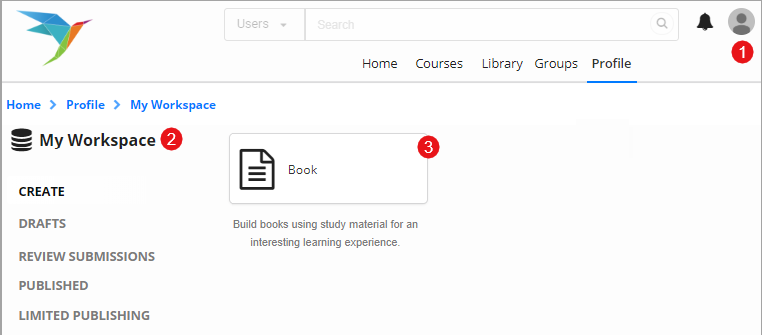 Users Search
1
Home Courses Library Groups Profile
Home Profile My Workspace
My Workspace 2
3
Book
CREATE
Build books using study material for an
interesting learning experience.
DRAFTS
REVIEW SUBMISSIONS
PUBLISHED
LIMITED PUBLISHING